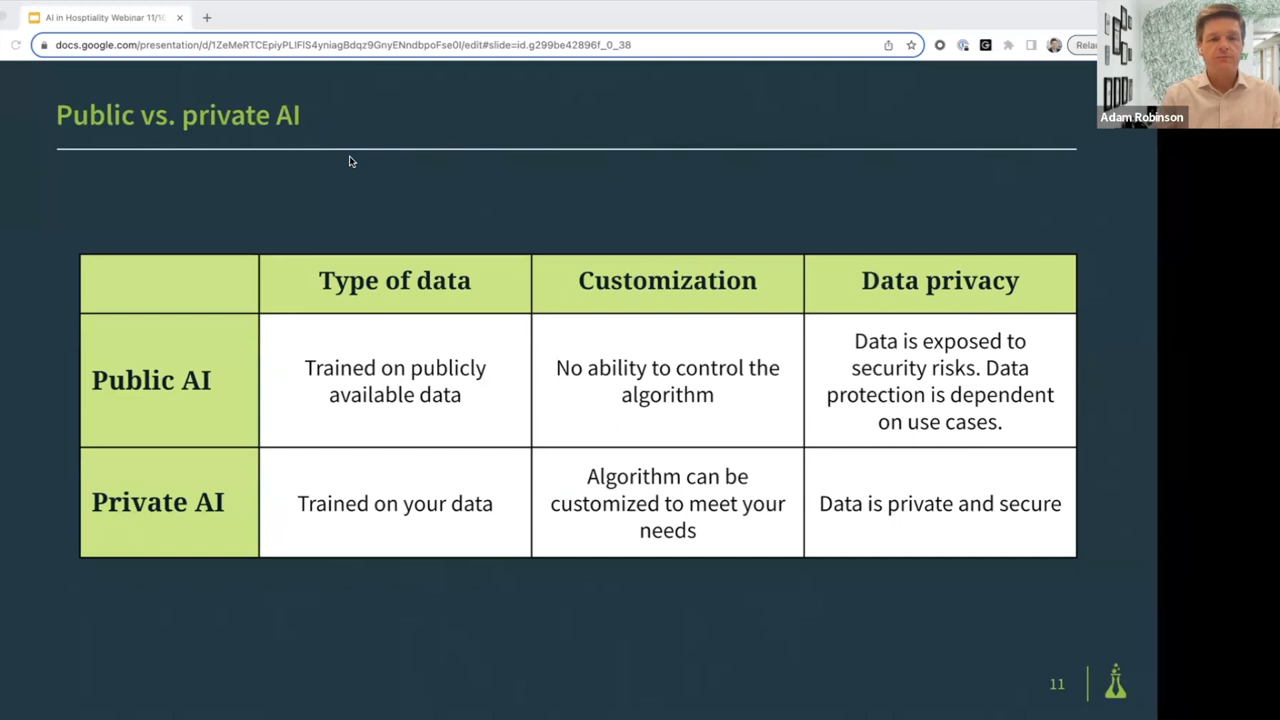 AI in Hosptiality Webinar 11/1
docs.google.com/presentation/d/1ZeMeRTCEpiyPLIFlS4yniagBdqz9GnyENndbpoFse0I/edit#slide=id.g299be42896f_0_38
Rela
Adam Robinson
Public vs. private AI
Type of data
Customization
Data privacy
Public AI
Trained on publicly
available data
No ability to control the
algorithm
Data is exposed to
security risks. Data
protection is dependent
on use cases.
Private AI
Trained on your data
Algorithm can be
customized to meet your
needs
Data is private and secure
11